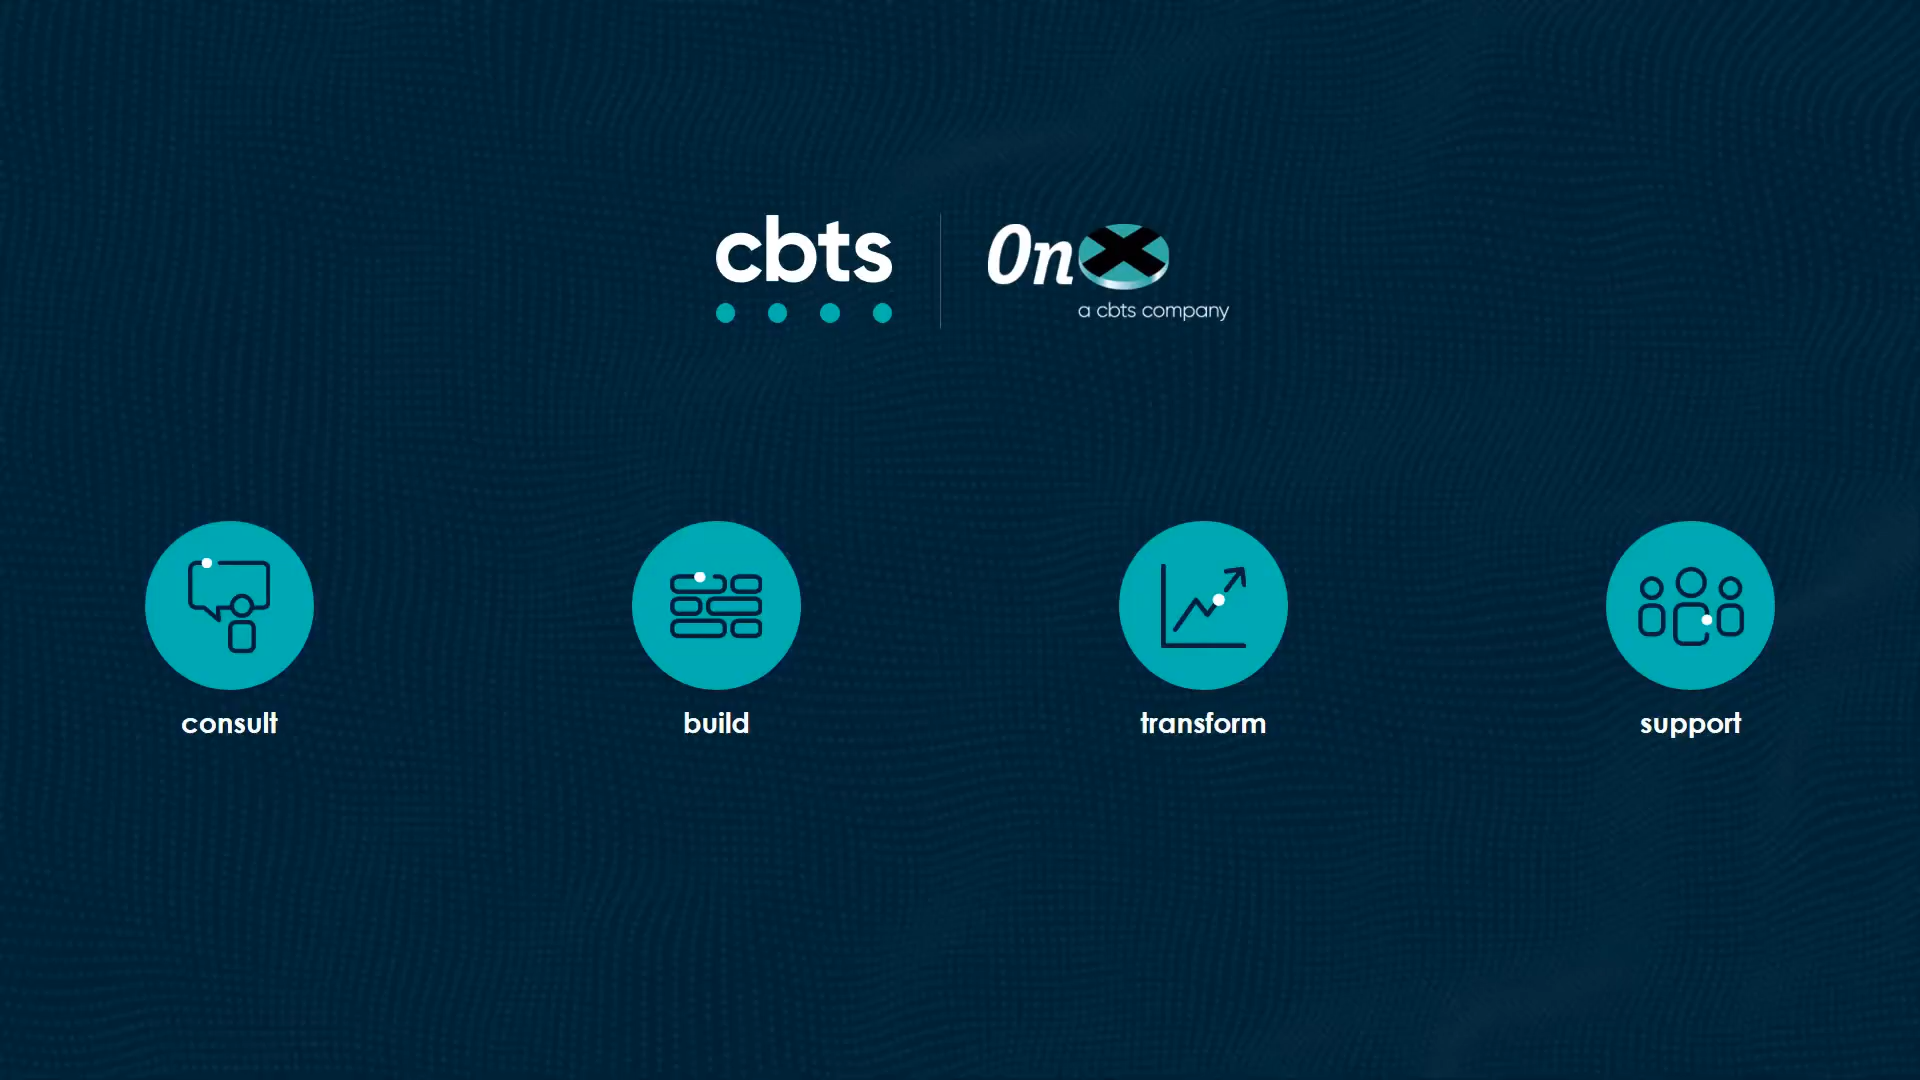 cbts
OnX
a cbts company
consult
build
transform
support